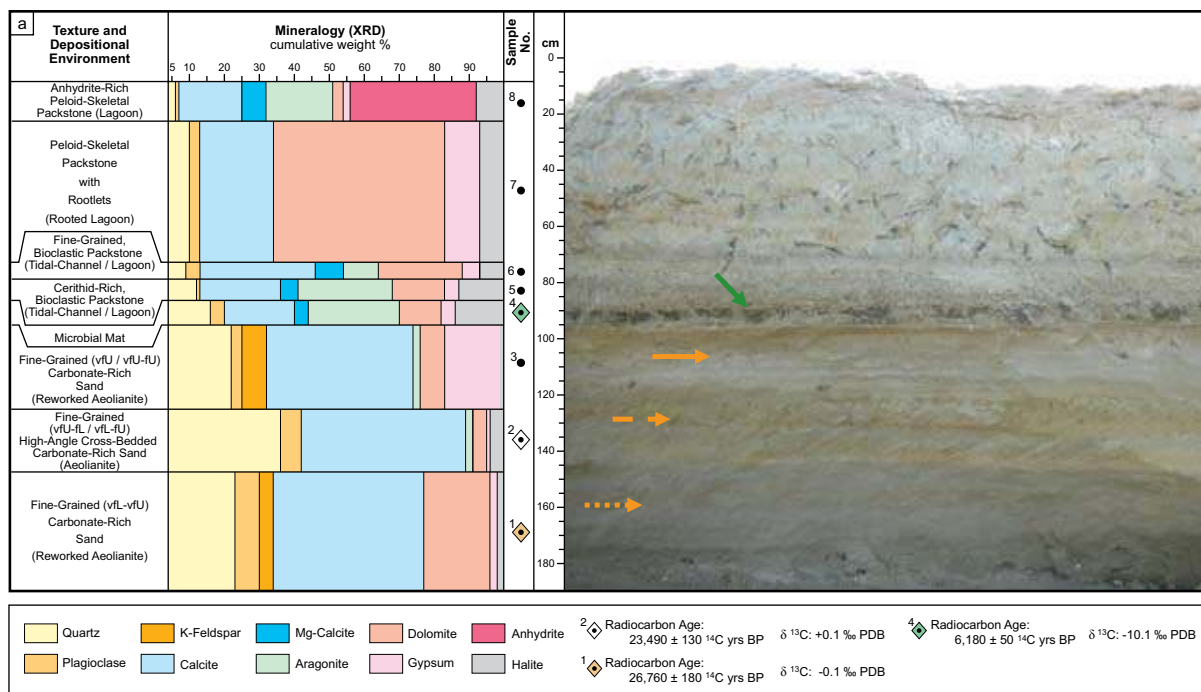 a
Texture and
Depositional
Environment
Mineralogy (XRD)
cumulative weight %
5 10 20 30 40 50 60 70 80 90
Sample
No.
cm
Anhydrite-Rich
Peloid-Skeletal
Packstone (Lagoon)
Peloid-Skeletal
Packstone
with
Rootlets
(Rooted Lagoon)
Fine-Grained,
Bioclastic Packstone
(Tidal-Channel / Lagoon)
Cerithid-Rich,
Bioclastic Packstone
(Tidal-Channel / Lagoon)
Microbial Mat
Fine-Grained (vfU / vfU-fU)
Carbonate-Rich
Sand
(Reworked Aeolianite)
Fine-Grained
(vfU-fL / vfL-fU)
High-Angle Cross-Bedded
Carbonate-Rich Sand
(Aeolianite)
Fine-Grained (vfL-vfU)
Carbonate-Rich
Sand
(Reworked Aeolianite)
8
7
6
5
4
3
2
1
0
20
40
60
80
100
120
140
160
180
Quartz
K-Feldspar
Mg-Calcite
Dolomite
Anhydrite
Plagioclase
Calcite
Aragonite
Gypsum
Halite
2 Radiocarbon Age:
23,490 ± 130 ¹⁴C yrs BP δ ¹³C: +0.1 ‰ PDB
1 Radiocarbon Age:
26,760 ± 180 ¹⁴C yrs BP δ ¹³C: -0.1 ‰ PDB
4 Radiocarbon Age:
6,180 ± 50 ¹⁴C yrs BP δ ¹³C: -10.1 ‰ PDB